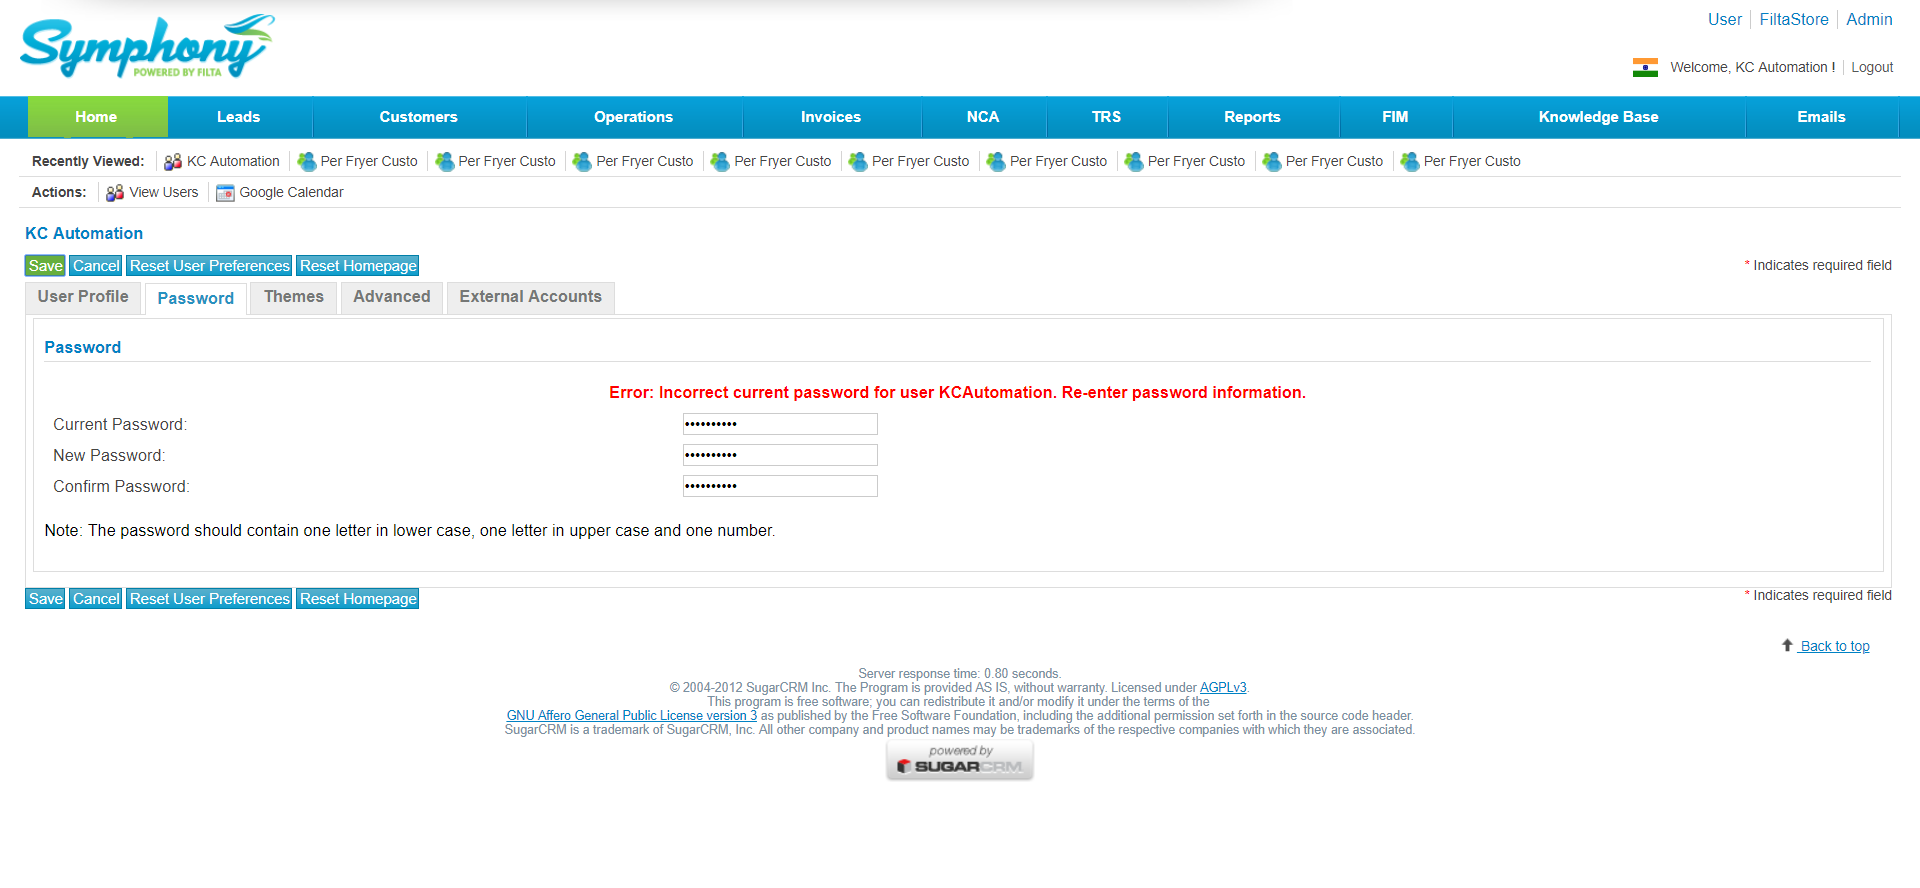 Symphony
POWERED BY FILTA
User FiltaStore Admin
Welcome, KC Automation ! Logout
Home Leads Customers Operations Invoices NCA TRS Reports FIM Knowledge Base Emails
Recently Viewed: KC Automation Per Fryer Custo Per Fryer Custo Per Fryer Custo Per Fryer Custo Per Fryer Custo Per Fryer Custo Per Fryer Custo Per Fryer Custo Per Fryer Custo
Actions: View Users Google Calendar
KC Automation
Save Cancel Reset User Preferences Reset Homepage * Indicates required field
User Profile Password Themes Advanced External Accounts
Password
Error: Incorrect current password for user KCAutomation. Re-enter password information.
Current Password: ••••••••••
New Password: ••••••••••
Confirm Password: ••••••••••
Note: The password should contain one letter in lower case, one letter in upper case and one number.
Save Cancel Reset User Preferences Reset Homepage * Indicates required field
Back to top
Server response time: 0.80 seconds.
© 2004-2012 SugarCRM Inc. The Program is provided AS IS, without warranty. Licensed under AGPLv3.
This program is free software; you can redistribute it and/or modify it under the terms of the
GNU Affero General Public License version 3 as published by the Free Software Foundation, including the additional permission set forth in the source code header.
SugarCRM is a trademark of SugarCRM, Inc. All other company and product names may be trademarks of the respective companies with which they are associated.
powered by
SUGARCRM